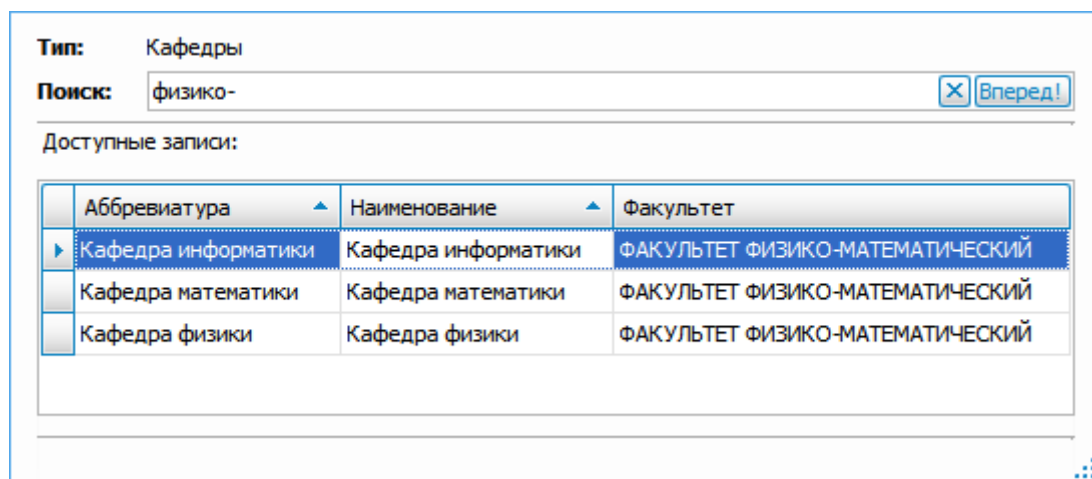 Тип: Кафедры
Поиск: физико- Вперед!
Доступные записи:
Аббревиатура Наименование Факультет
Кафедра информатики Кафедра информатики ФАКУЛЬТЕТ ФИЗИКО-МАТЕМАТИЧЕСКИЙ
Кафедра математики Кафедра математики ФАКУЛЬТЕТ ФИЗИКО-МАТЕМАТИЧЕСКИЙ
Кафедра физики Кафедра физики ФАКУЛЬТЕТ ФИЗИКО-МАТЕМАТИЧЕСКИЙ